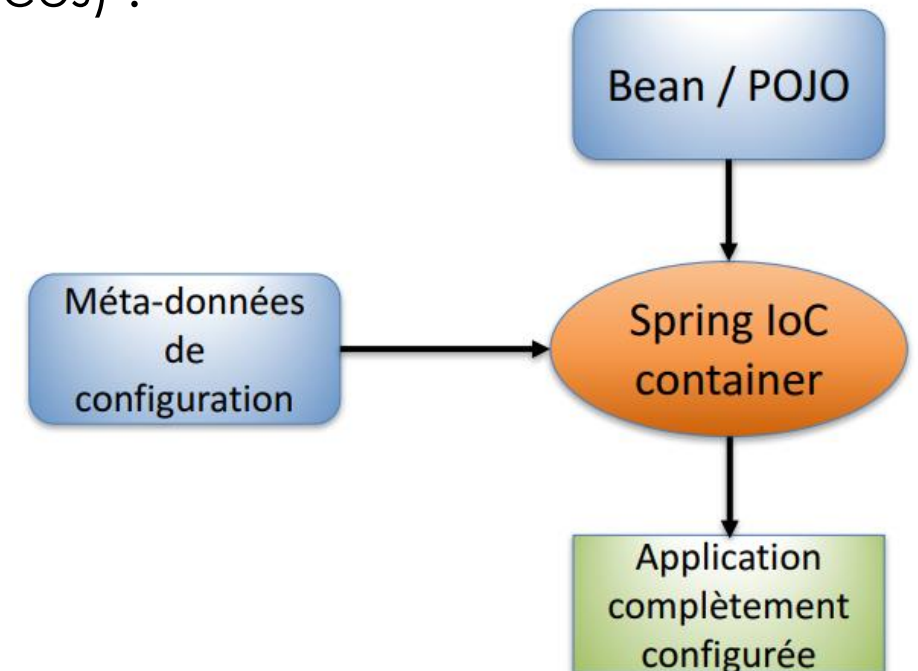 Bean / POJO
Méta-données
de
configuration
Spring IoC
container
Application
complètement
configurée